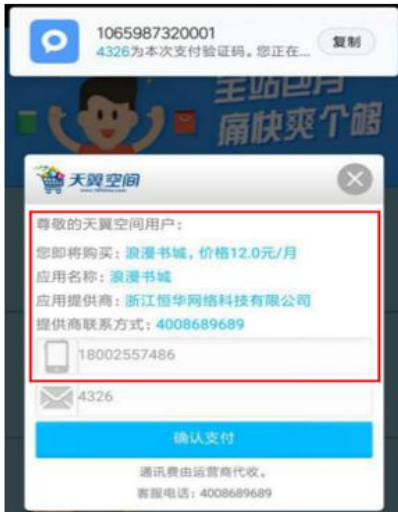 1065987320001
4326为本次支付验证码。您正在...
复制
全站包月
痛快爽个够
天翼空间
尊敬的天翼空间用户：
您即将购买：浪漫书城，价格12.0元/月
应用名称：浪漫书城
应用提供商：浙江恒华网络科技有限公司
提供商联系方式：4008689689
18002557486
4326
确认支付
通讯费由运营商代收。
客服电话：4008689689